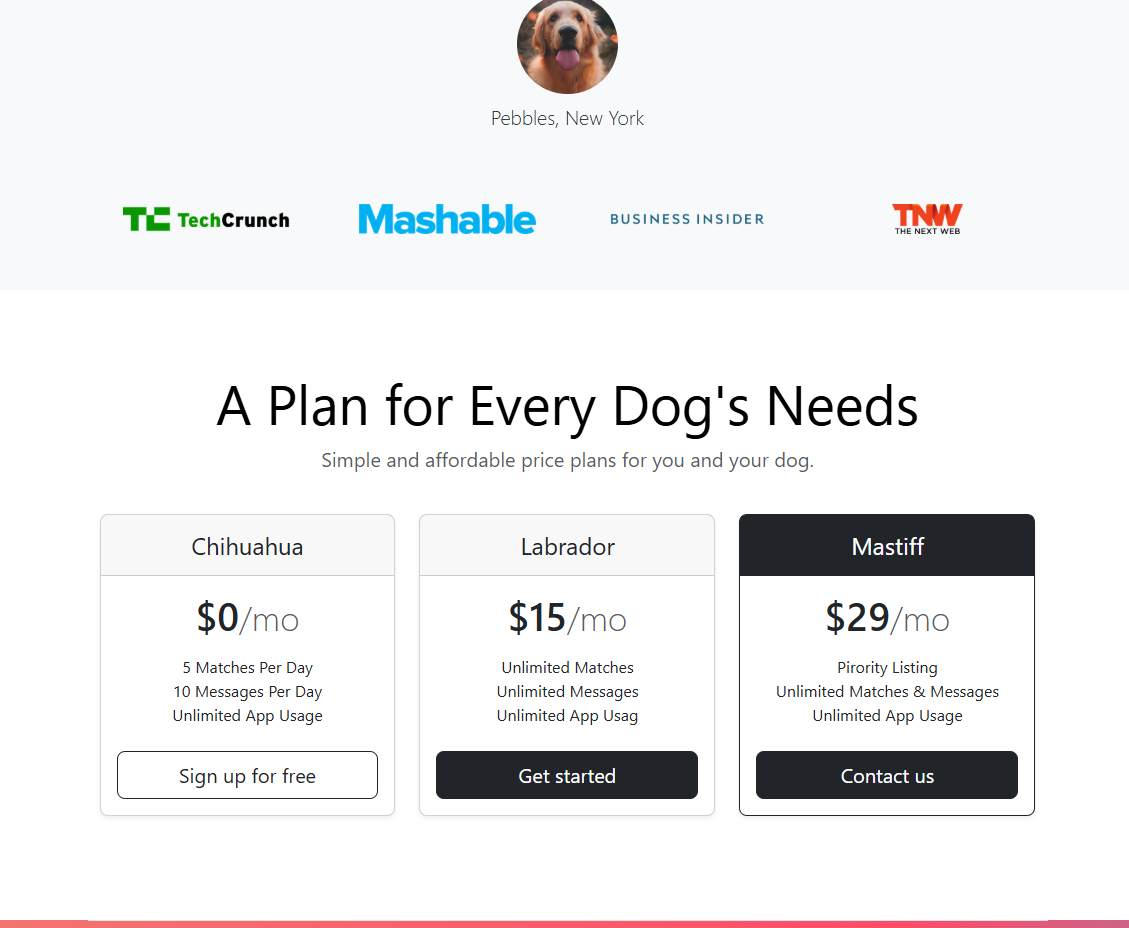 Pebbles, New York
TC TechCrunch
Mashable
BUSINESS INSIDER
TNW
THE NEXT WEB
A Plan for Every Dog's Needs
Simple and affordable price plans for you and your dog.
Chihuahua
$0/mo
5 Matches Per Day
10 Messages Per Day
Unlimited App Usage
Sign up for free
Labrador
$15/mo
Unlimited Matches
Unlimited Messages
Unlimited App Usag
Get started
Mastiff
$29/mo
Pirority Listing
Unlimited Matches & Messages
Unlimited App Usage
Contact us